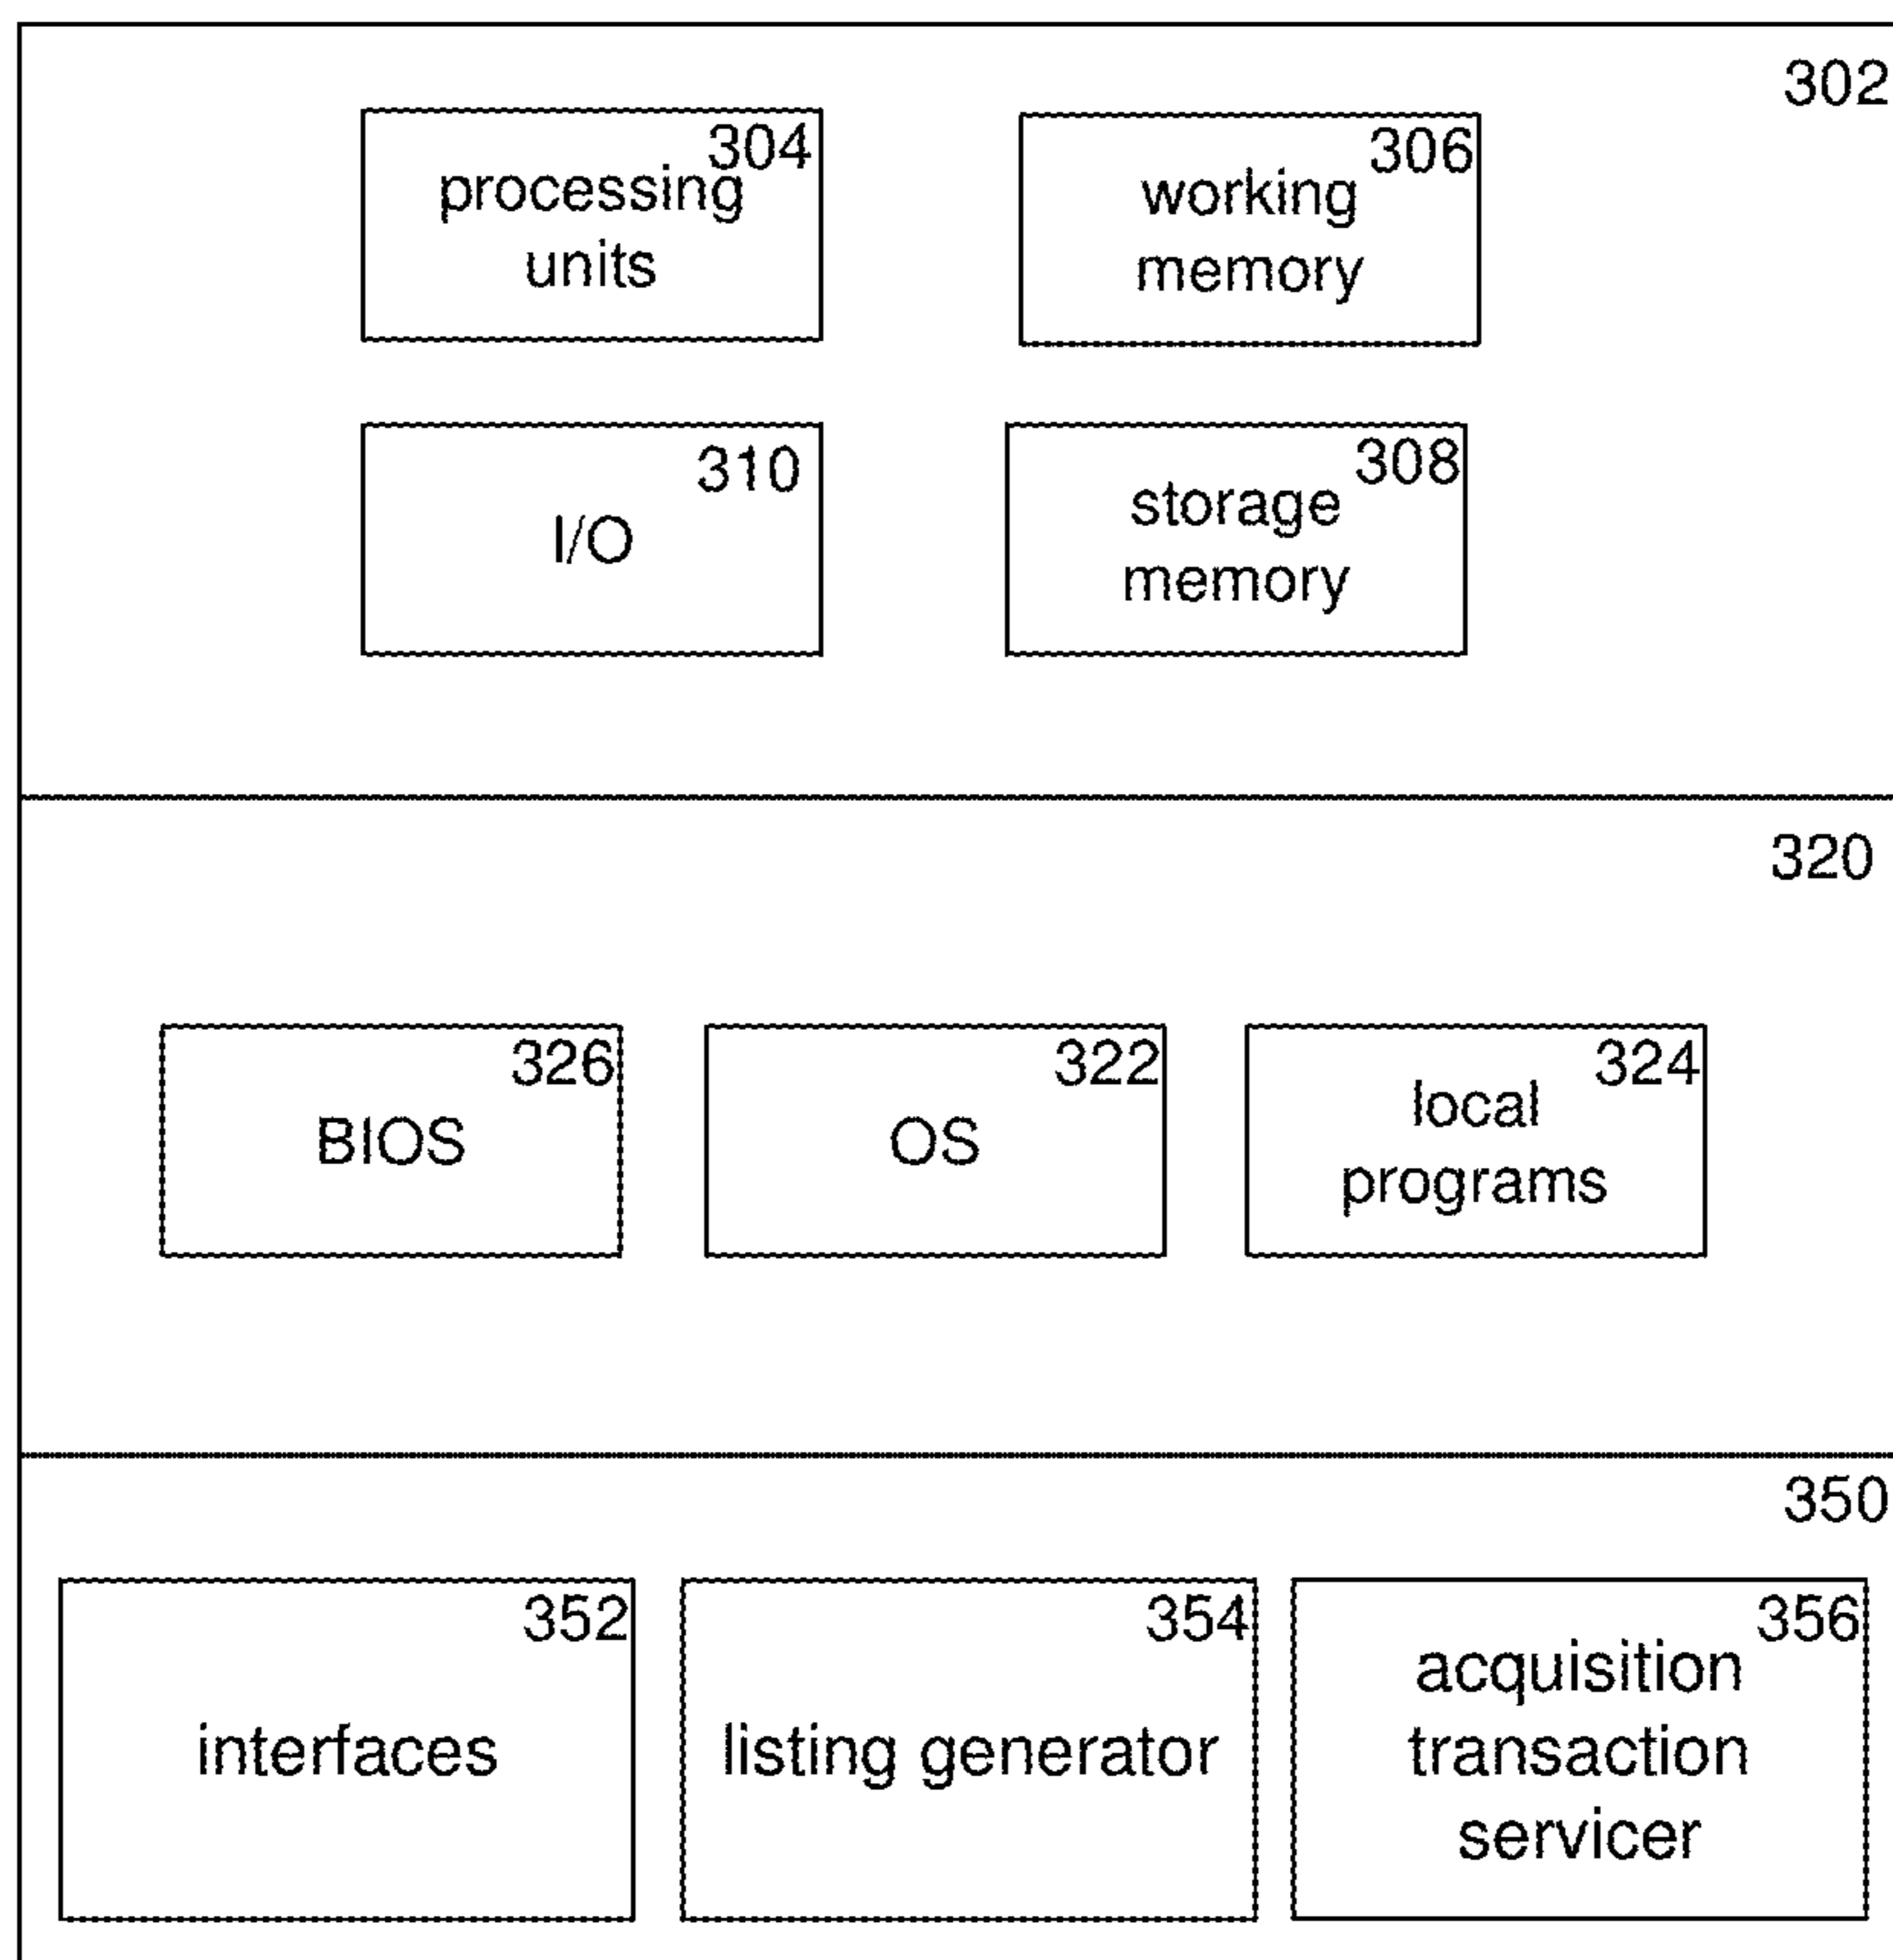 302
304
processing
units
306
working
memory
310
I/O
308
storage
memory
320
326
BIOS
322
OS
324
local
programs
350
352
interfaces
354
listing generator
356
acquisition
transaction
servicer